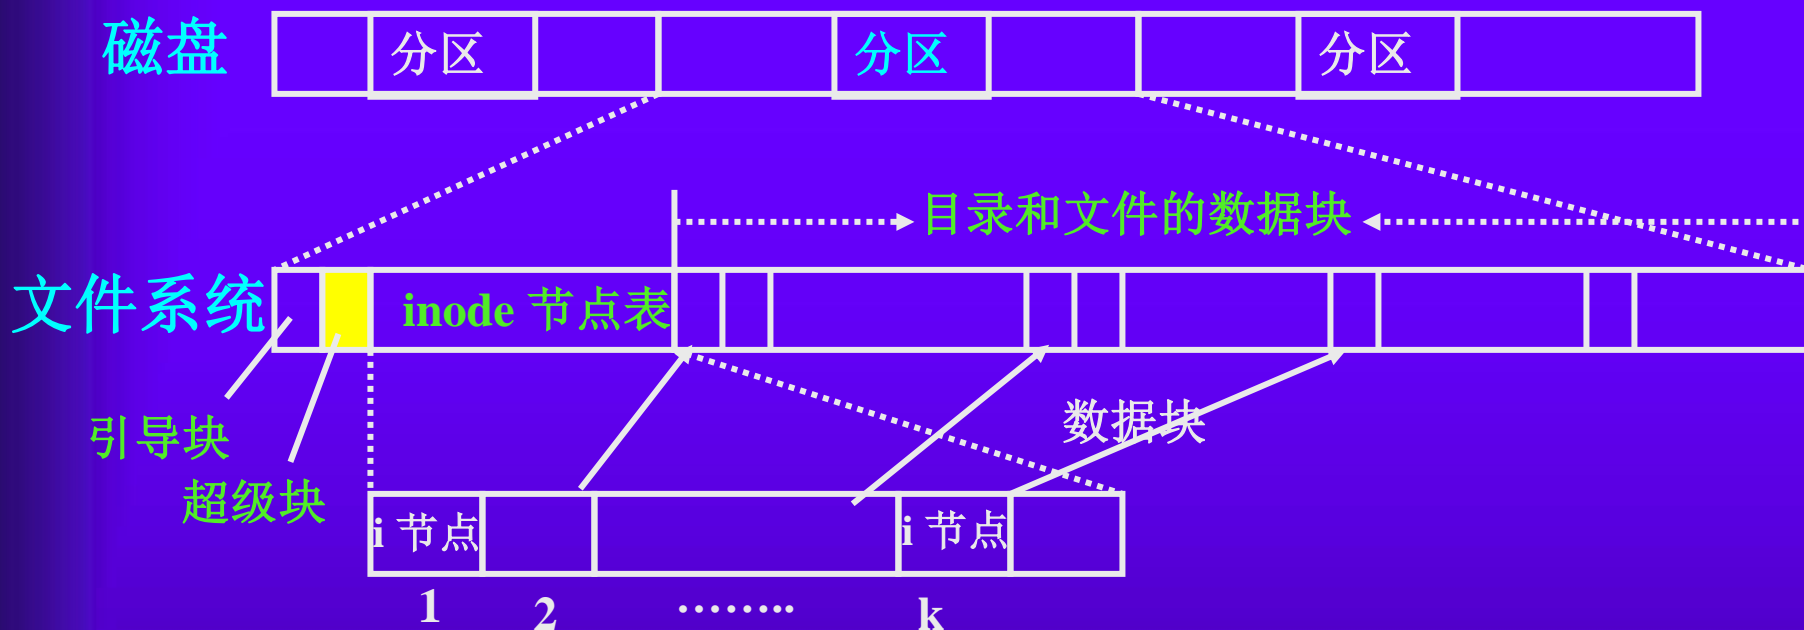 磁盘 分区 分区 分区
目录和文件的数据块
文件系统 inode 节点表
引导块 数据块
超级块
i 节点 i 节点
1 2 ........ k